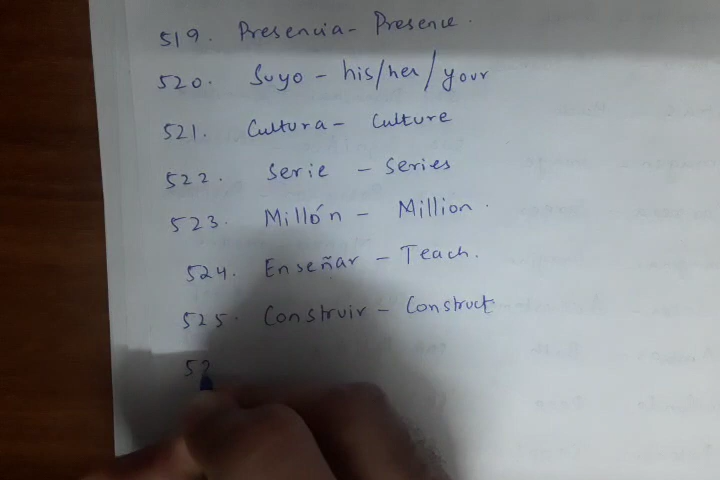 519. Presencia - Presence.
520. Suyo - his/her/your
521. Cultura - Culture
522. Serie - Series
523. Millón - Million.
524. Enseñar - Teach.
525. Construir - Construct
52